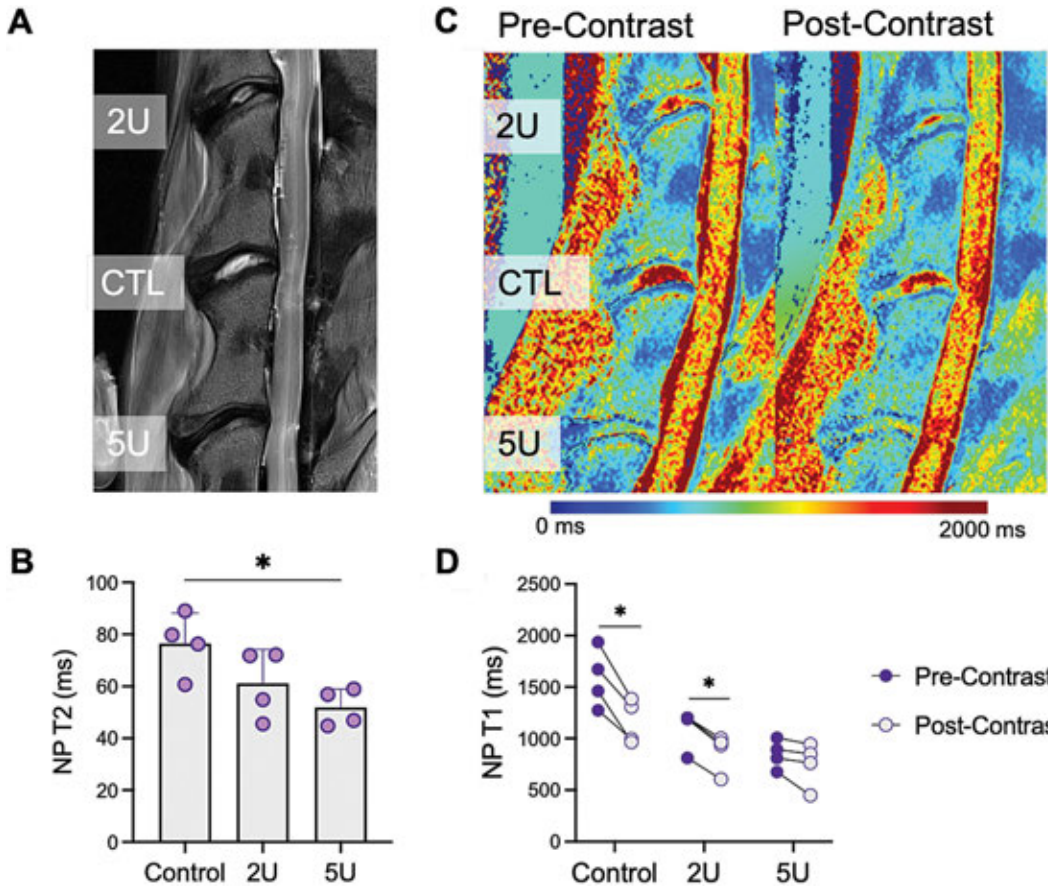 A
2U
CTL
5U
C
Pre-Contrast Post-Contrast
2U
CTL
5U
0 ms 2000 ms
B
*
100
80
60
40
20
0
NP T2 (ms)
Control 2U 5U
D
2500
2000
1500
1000
500
0
NP T1 (ms)
*
*
Control 2U 5U
Pre-Contrast
Post-Contras